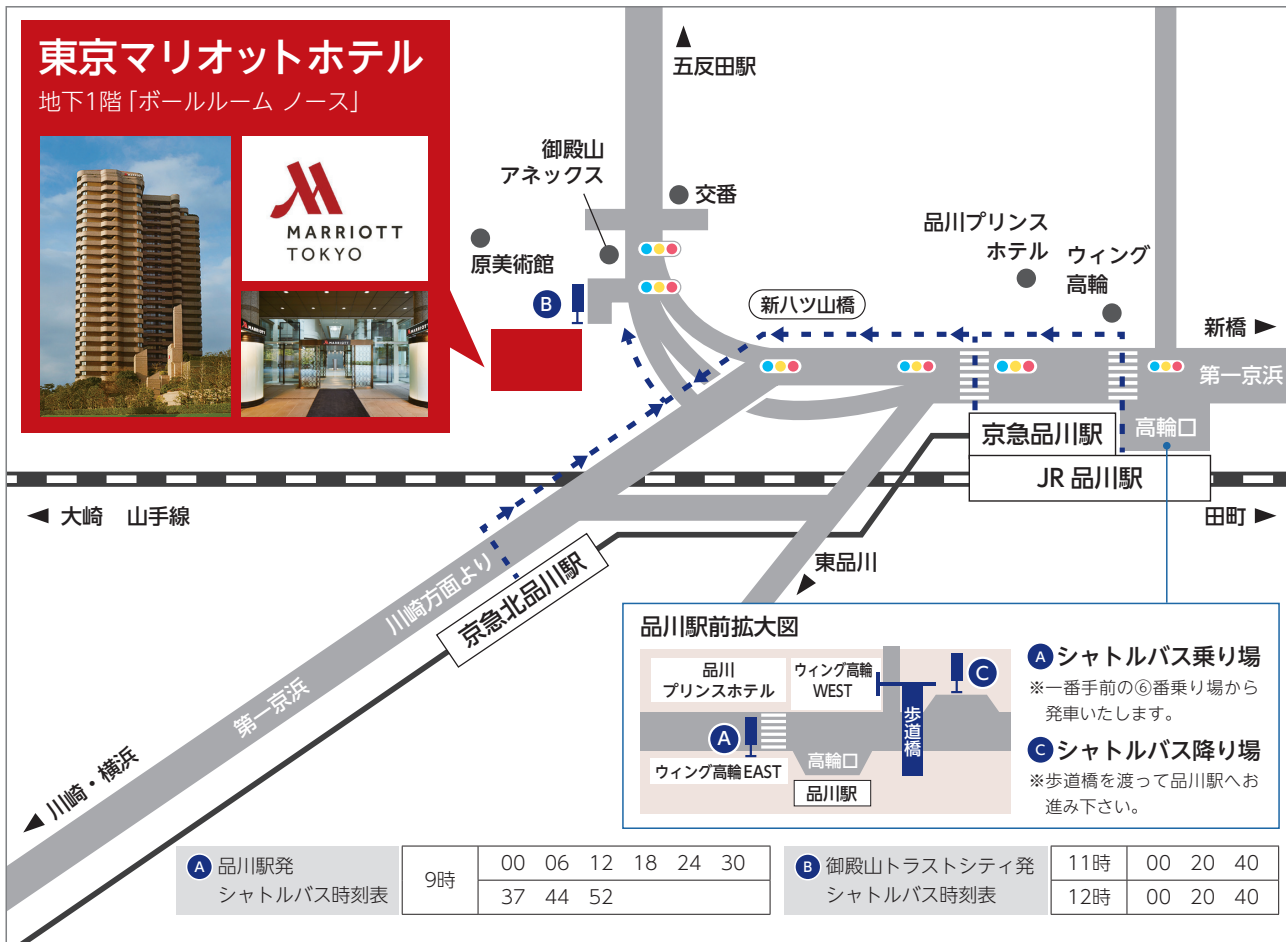 東京マリオットホテル
地下1階「ボールルーム ノース」
MARRIOTT
TOKYO
MARRIOTT
五反田駅
御殿山
アネックス
交番
原美術館
B
品川プリンス
ホテル
ウィング
高輪
新八ツ山橋
新橋
第一京浜
京急品川駅
高輪口
JR 品川駅
大崎 山手線
田町
東品川
川崎方面より
京急北品川駅
第一京浜
川崎・横浜
品川駅前拡大図
品川
プリンスホテル
ウィング高輪
WEST
C
歩道橋
A
高輪口
ウィング高輪EAST
品川駅
A シャトルバス乗り場
※一番手前の⑥番乗り場から
発車いたします。
C シャトルバス降り場
※歩道橋を渡って品川駅へお
進み下さい。
A 品川駅発
シャトルバス時刻表
9時
00 06 12 18 24 30
37 44 52
B 御殿山トラストシティ発
シャトルバス時刻表
11時 00 20 40
12時 00 20 40